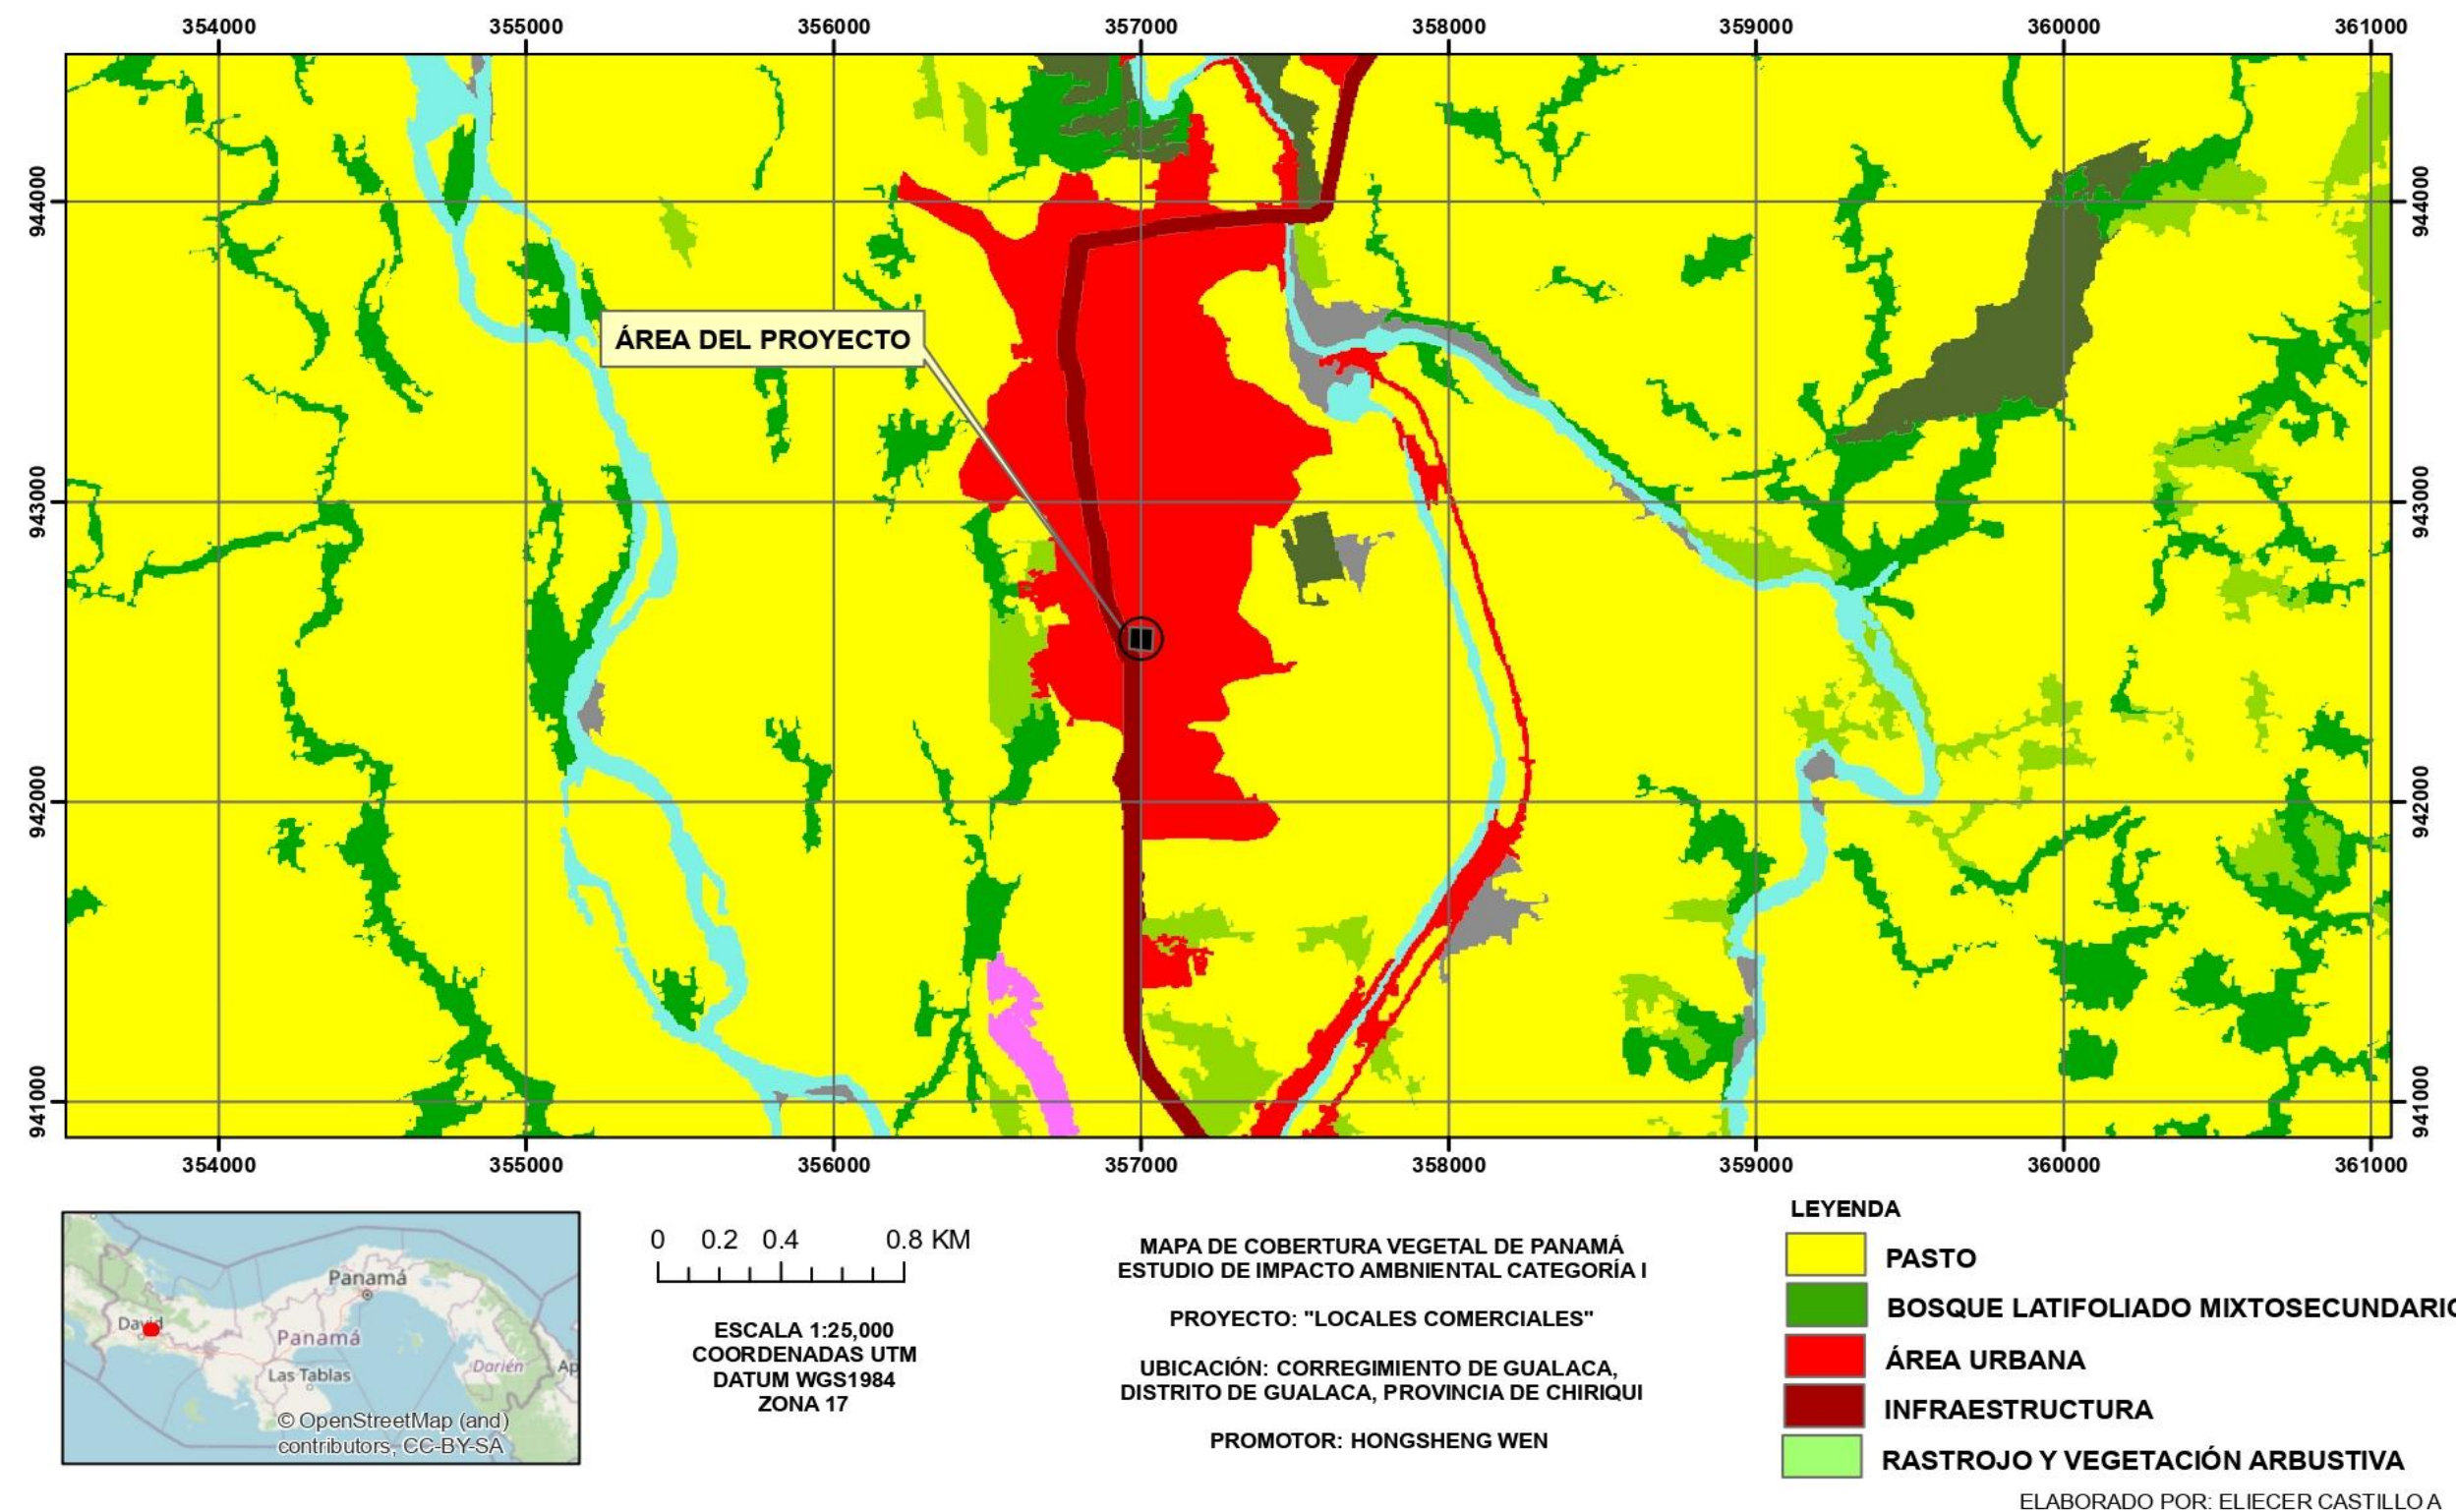 354000 355000 356000 357000 358000 359000 360000 361000
944000 944000
943000 943000
942000 942000
941000 941000
ÁREA DEL PROYECTO
354000 355000 356000 357000 358000 359000 360000 361000
Panamá
David
Panamá
Las Tablas
Darién
Ap
© OpenStreetMap (and)
contributors, CC-BY-SA
0 0.2 0.4 0.8 KM
ESCALA 1:25,000
COORDENADAS UTM
DATUM WGS1984
ZONA 17
MAPA DE COBERTURA VEGETAL DE PANAMÁ
ESTUDIO DE IMPACTO AMBNIENTAL CATEGORÍA I
PROYECTO: "LOCALES COMERCIALES"
UBICACIÓN: CORREGIMIENTO DE GUALACA,
DISTRITO DE GUALACA, PROVINCIA DE CHIRIQUI
PROMOTOR: HONGSHENG WEN
LEYENDA
PASTO
BOSQUE LATIFOLIADO MIXTOSECUNDARIO
ÁREA URBANA
INFRAESTRUCTURA
RASTROJO Y VEGETACIÓN ARBUSTIVA
ELABORADO POR: ELIECER CASTILLO A